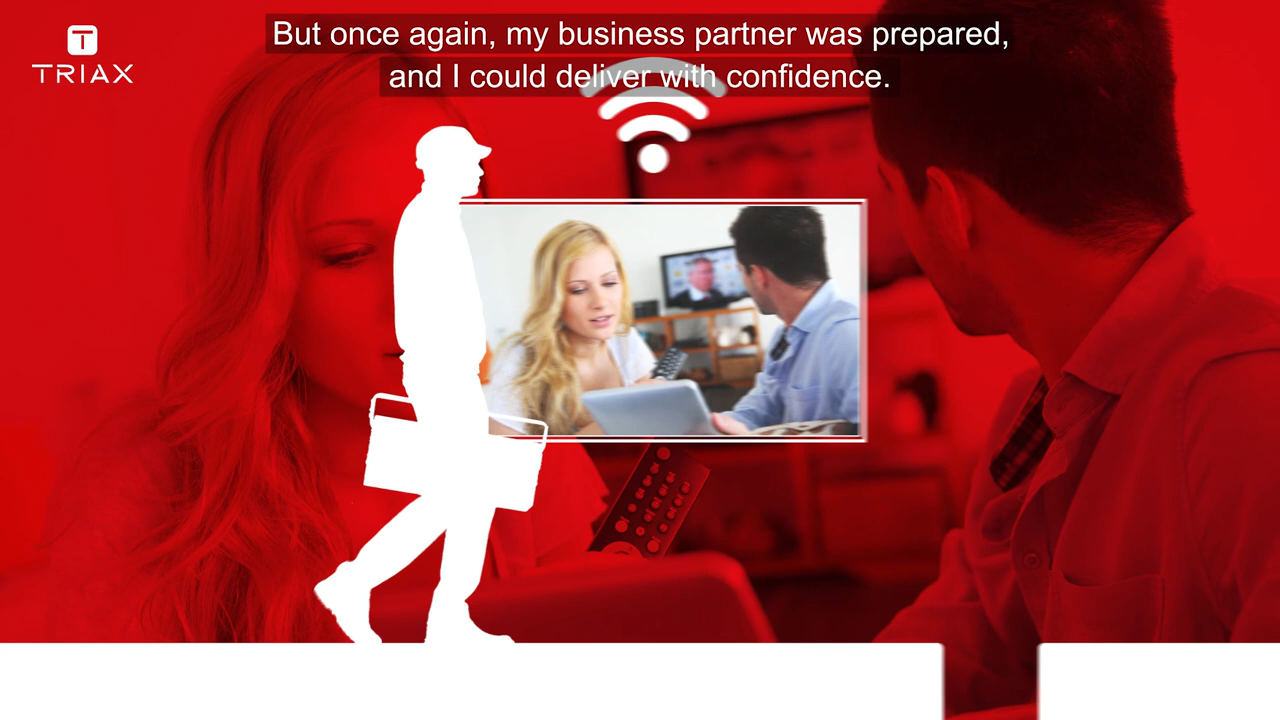 T
TRIAX
But once again, my business partner was prepared,
and I could deliver with confidence.